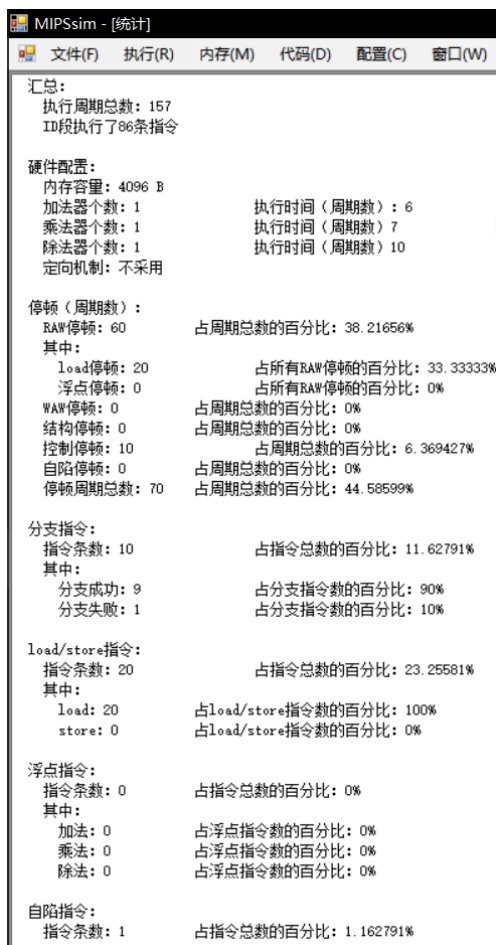 MIPSsim - [统计]
文件(F) 执行(R) 内存(M) 代码(D) 配置(C) 窗口(W)
汇总:
执行周期总数: 157
ID段执行了86条指令
硬件配置:
内存容量: 4096 B
加法器个数: 1 执行时间(周期数): 6
乘法器个数: 1 执行时间(周期数) 7
除法器个数: 1 执行时间(周期数) 10
定向机制: 不采用
停顿(周期数):
RAW停顿: 60 占周期总数的百分比: 38.21656%
其中:
load停顿: 20 占所有RAW停顿的百分比: 33.33333%
浮点停顿: 0 占所有RAW停顿的百分比: 0%
WAW停顿: 0 占周期总数的百分比: 0%
结构停顿: 0 占周期总数的百分比: 0%
控制停顿: 10 占周期总数的百分比: 6.369427%
自陷停顿: 0 占周期总数的百分比: 0%
停顿周期总数: 70 占周期总数的百分比: 44.58599%
分支指令:
指令条数: 10 占指令总数的百分比: 11.62791%
其中:
分支成功: 9 占分支指令数的百分比: 90%
分支失败: 1 占分支指令数的百分比: 10%
load/store指令:
指令条数: 20 占指令总数的百分比: 23.25581%
其中:
load: 20 占load/store指令数的百分比: 100%
store: 0 占load/store指令数的百分比: 0%
浮点指令:
指令条数: 0 占指令总数的百分比: 0%
其中:
加法: 0 占浮点指令数的百分比: 0%
乘法: 0 占浮点指令数的百分比: 0%
除法: 0 占浮点指令数的百分比: 0%
自陷指令:
指令条数: 1 占指令总数的百分比: 1.162791%